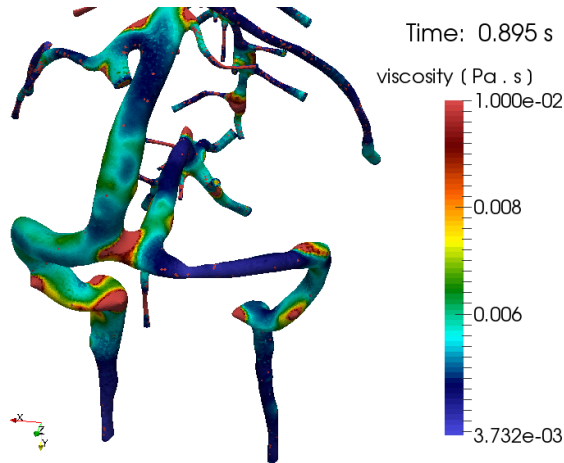 Time: 0.895 s
viscosity ( Pa . s )
1.000e-02
0.008
0.006
3.732e-03
X
Z
Y